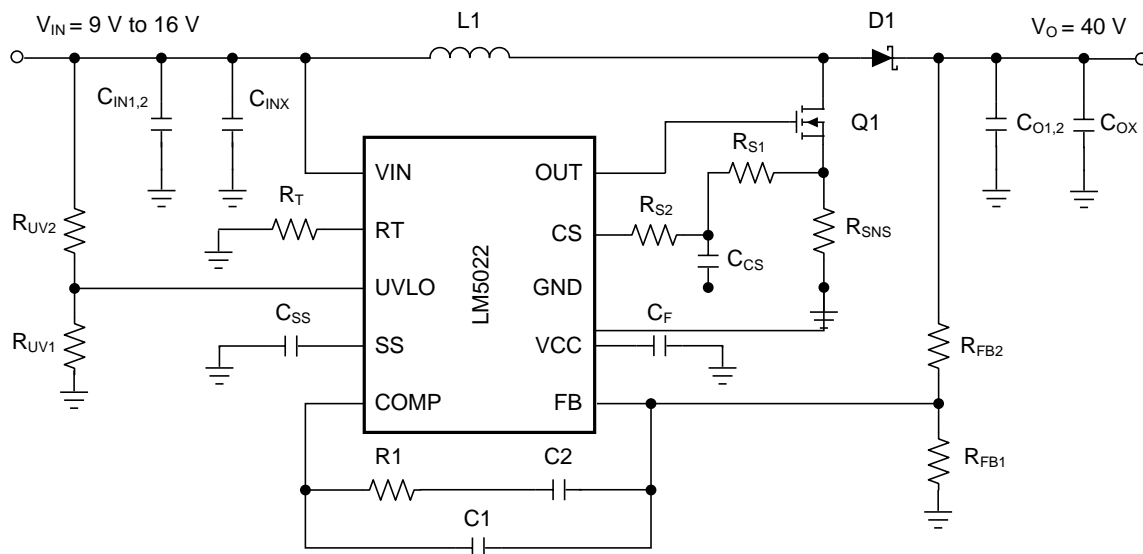 V_IN = 9 V to 16 V
L1
D1
V_O = 40 V
C_IN1,2
C_INX
Q1
C_O1,2
C_OX
VIN
OUT
R_S1
R_T
R_S2
R_UV2
RT
CS
R_SNS
C_CS
UVLO
LM5022
GND
C_SS
C_F
R_UV1
SS
VCC
R_FB2
COMP
FB
R1
C2
R_FB1
C1